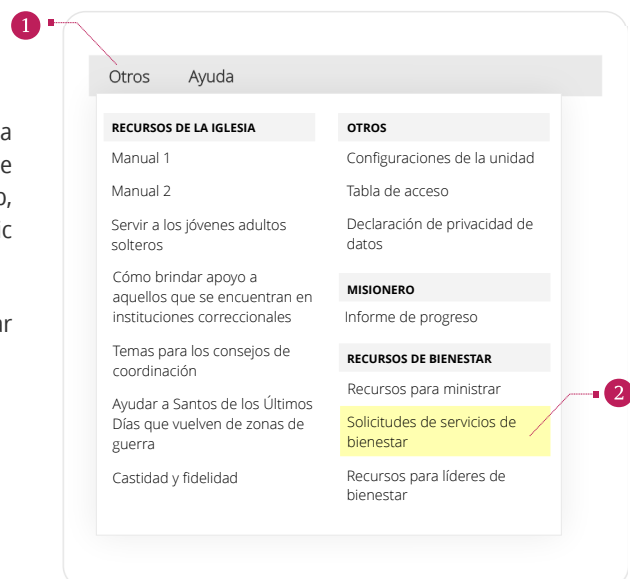 1
Otros Ayuda
a
e
o,
ic
ar
RECURSOS DE LA IGLESIA
Manual 1
Manual 2
Servir a los jóvenes adultos
solteros
Cómo brindar apoyo a
aquellos que se encuentran en
instituciones correccionales
Temas para los consejos de
coordinación
Ayudar a Santos de los Últimos
Días que vuelven de zonas de
guerra
Castidad y fidelidad
OTROS
Configuraciones de la unidad
Tabla de acceso
Declaración de privacidad de
datos
MISIONERO
Informe de progreso
RECURSOS DE BIENESTAR
Recursos para ministrar
2
Solicitudes de servicios de
bienestar
Recursos para líderes de
bienestar